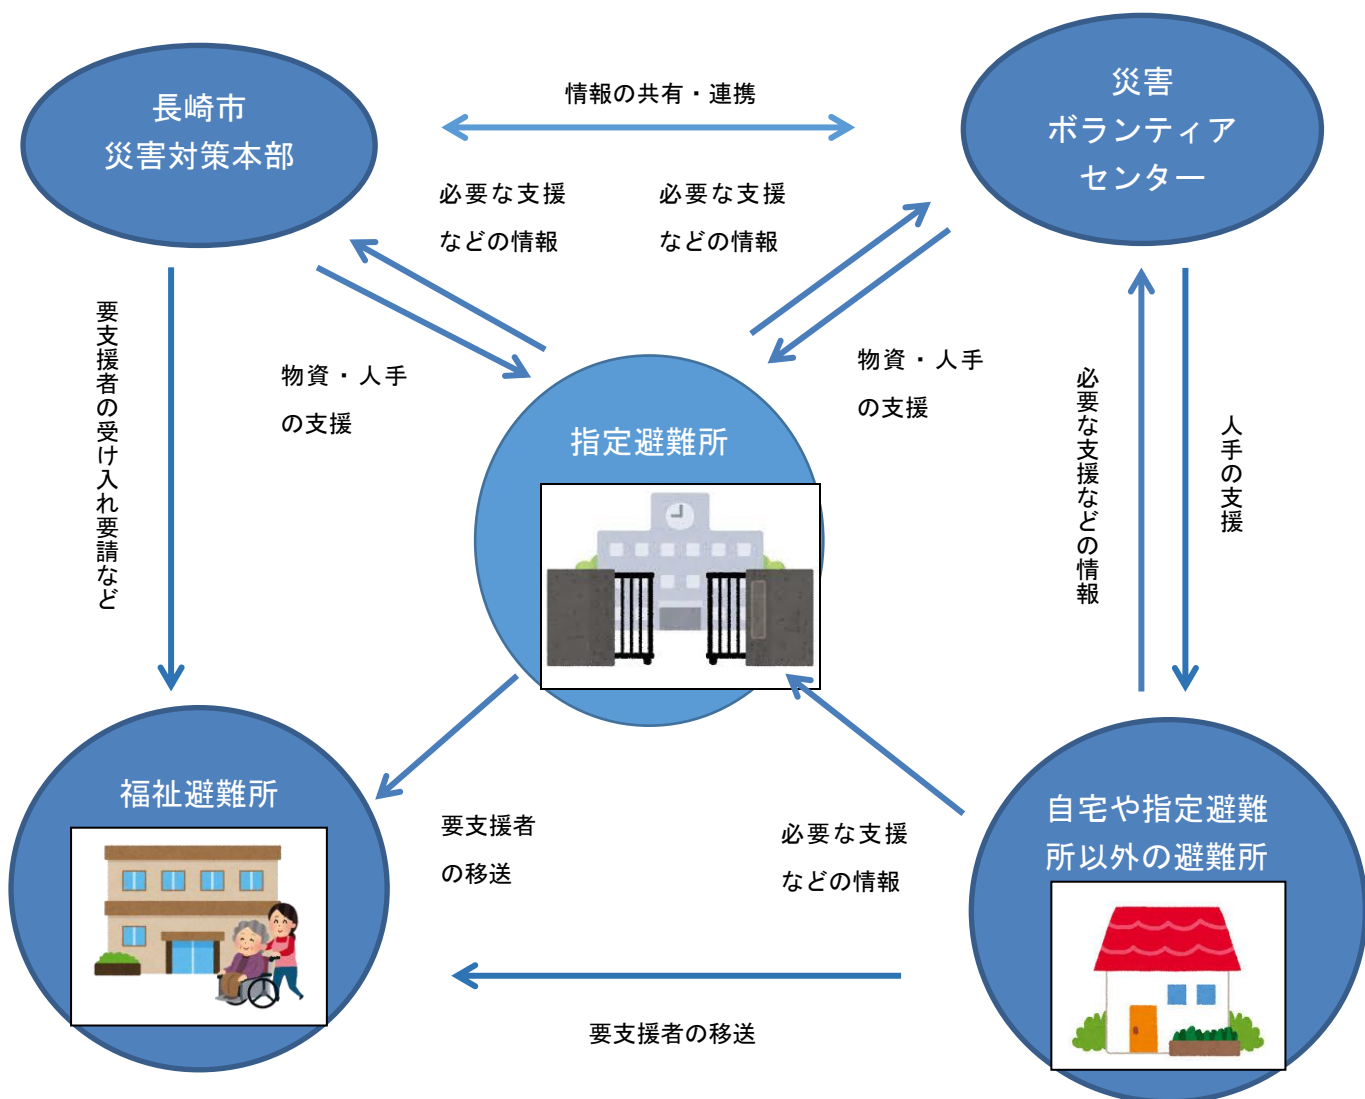 長崎市
災害対策本部
情報の共有・連携
災害
ボランティア
センター
必要な支援
などの情報
必要な支援
などの情報
要支援者の受け入れ要請など
物資・人手
の支援
物資・人手
の支援
必要な支援などの情報
人手の支援
指定避難所
福祉避難所
要支援者
の移送
必要な支援
などの情報
自宅や指定避難
所以外の避難所
要支援者の移送